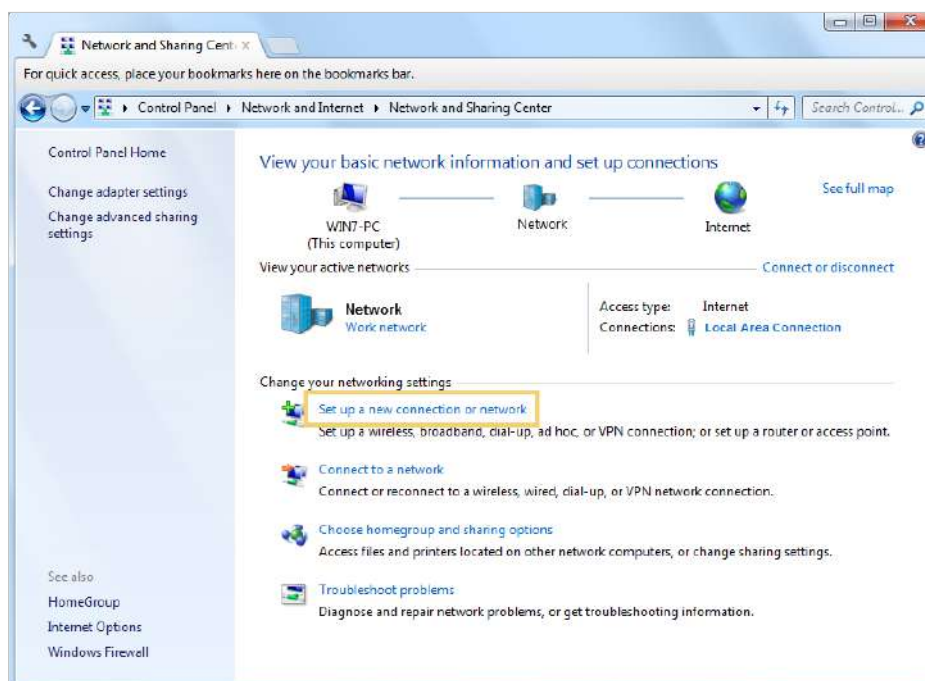 Network and Sharing Cent
For quick access, place your bookmarks here on the bookmarks bar.
Control Panel Network and Internet Network and Sharing Center
Search Control...
Control Panel Home
Change adapter settings
Change advanced sharing
settings
View your basic network information and set up connections
See full map
WIN7-PC
(This computer)
Network
Internet
View your active networks
Connect or disconnect
Network
Work network
Access type: Internet
Connections: Local Area Connection
Change your networking settings
Set up a new connection or network
Set up a wireless, broadband, dial-up, ad hoc, or VPN connection; or set up a router or access point.
Connect to a network
Connect or reconnect to a wireless, wired, dial-up, or VPN network connection.
Choose homegroup and sharing options
Access files and printers located on other network computers, or change sharing settings.
Troubleshoot problems
Diagnose and repair network problems, or get troubleshooting information.
See also
HomeGroup
Internet Options
Windows Firewall